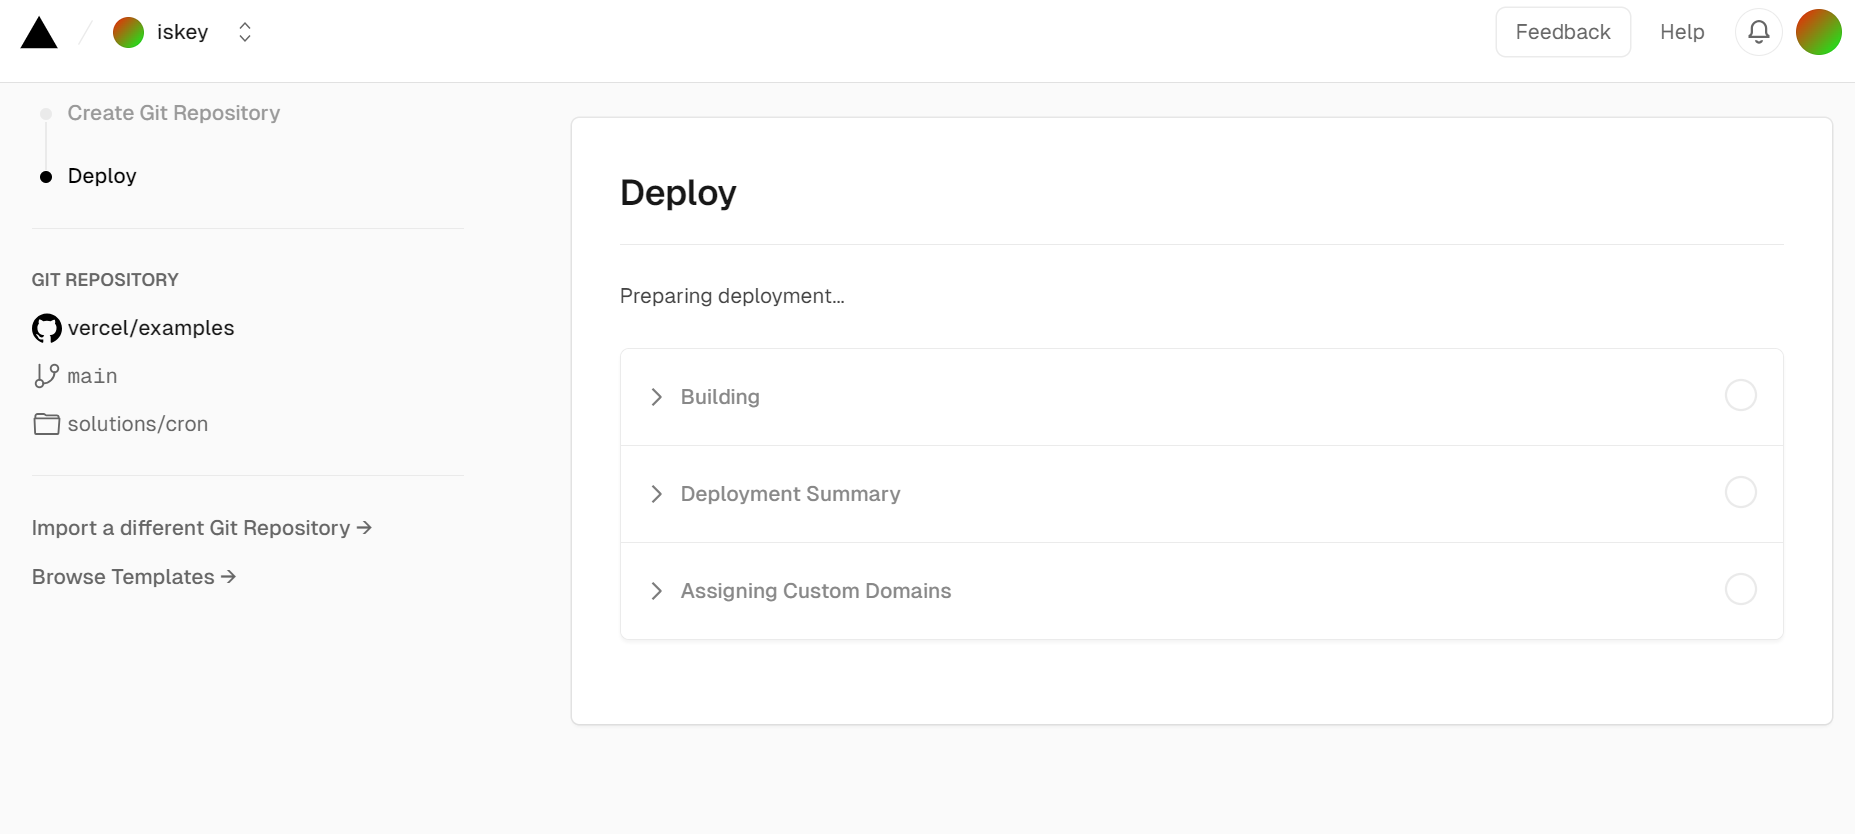 iskey
Feedback
Help
Create Git Repository
Deploy
GIT REPOSITORY
vercel/examples
main
solutions/cron
Import a different Git Repository →
Browse Templates →
Deploy
Preparing deployment...
Building
Deployment Summary
Assigning Custom Domains